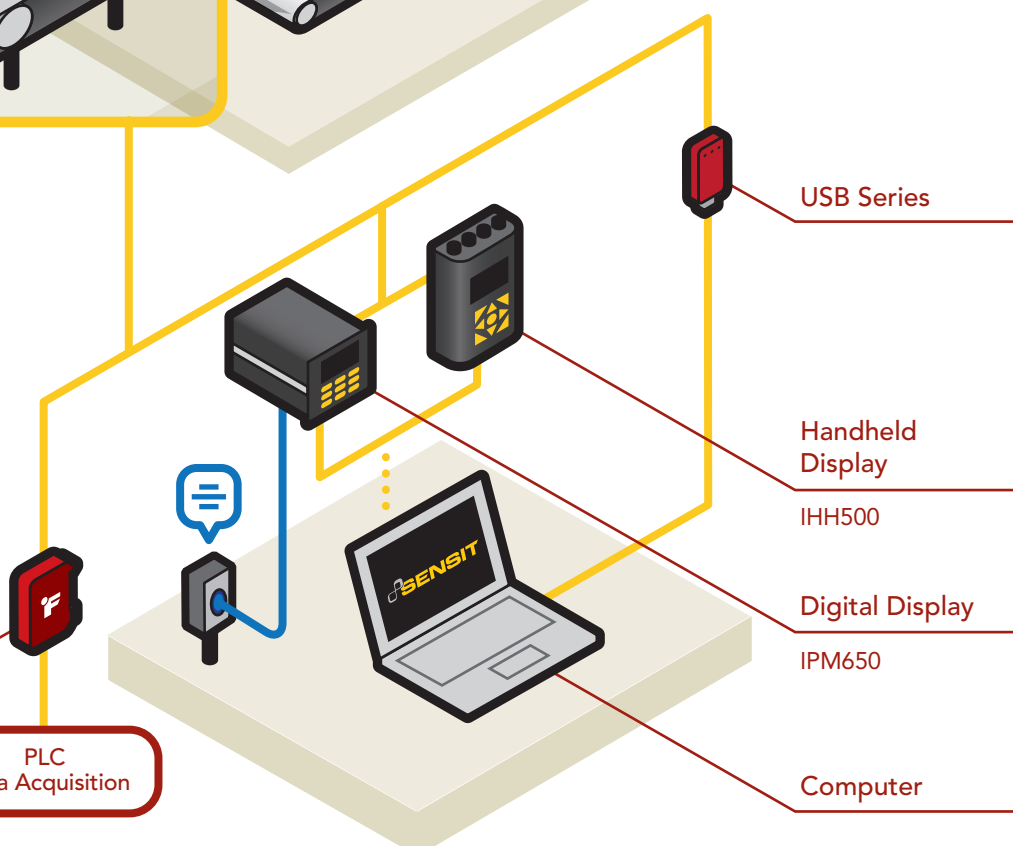 USB Series
Handheld
Display
IHH500
SENSIT
Digital Display
IPM650
PLC
a Acquisition
Computer